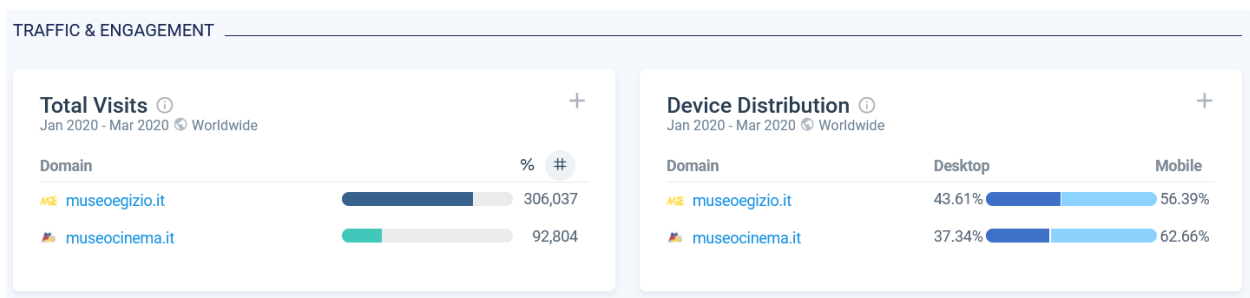 TRAFFIC & ENGAGEMENT
Total Visits
Jan 2020 - Mar 2020 Worldwide
Domain % #
museoegizio.it 306,037
museocinema.it 92,804
Device Distribution
Jan 2020 - Mar 2020 Worldwide
Domain Desktop Mobile
museoegizio.it 43.61% 56.39%
museocinema.it 37.34% 62.66%